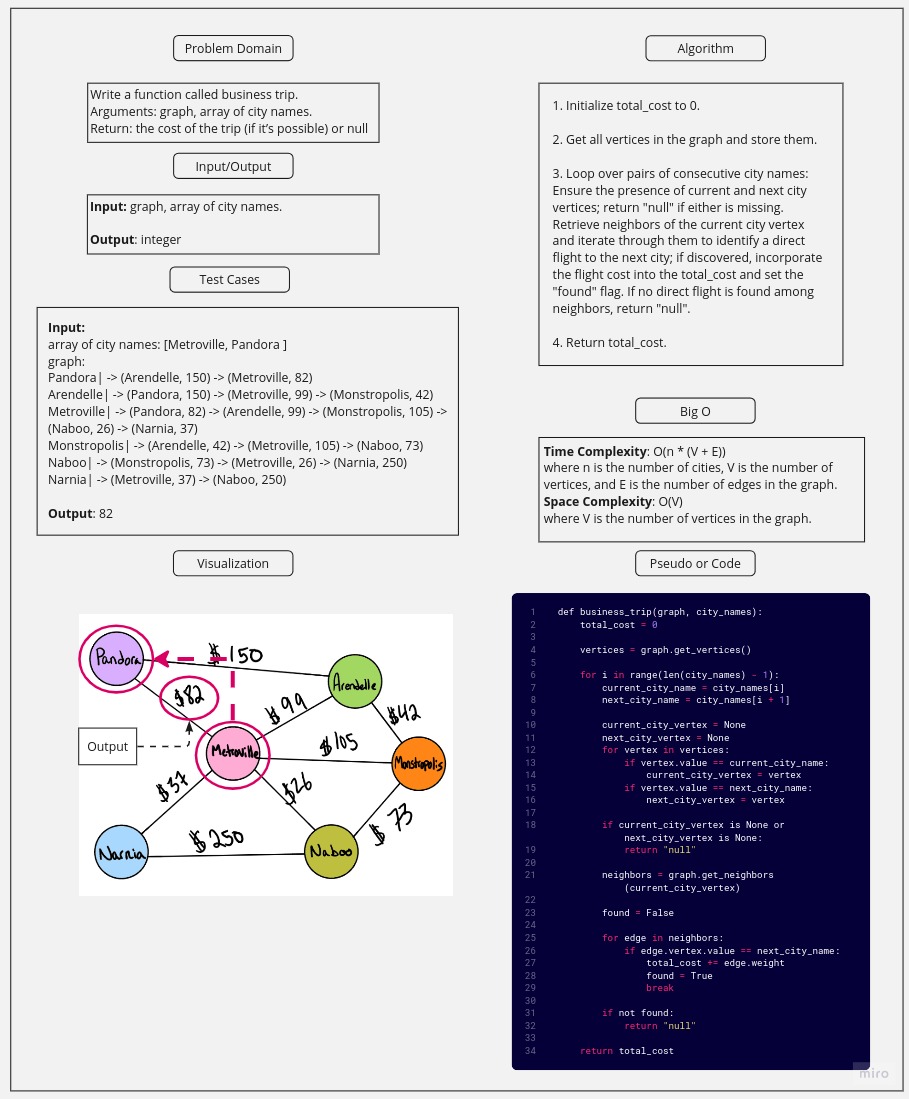 Problem Domain
Write a function called business trip.
Arguments: graph, array of city names.
Return: the cost of the trip (if it’s possible) or null
Input/Output
Input: graph, array of city names.
Output: integer
Test Cases
Input:
array of city names: [Metroville, Pandora ]
graph:
Pandora| -> (Arendelle, 150) -> (Metroville, 82)
Arendelle| -> (Pandora, 150) -> (Metroville, 99) -> (Monstropolis, 42)
Metroville| -> (Pandora, 82) -> (Arendelle, 99) -> (Monstropolis, 105) ->
(Naboo, 26) -> (Narnia, 37)
Monstropolis| -> (Arendelle, 42) -> (Metroville, 105) -> (Naboo, 73)
Naboo| -> (Monstropolis, 73) -> (Metroville, 26) -> (Narnia, 250)
Narnia| -> (Metroville, 37) -> (Naboo, 250)
Output: 82
Visualization
Pandora
$150
Arendelle
$82
$99
$42
Output
Metroville
$105
Monstropolis
$37
$26
$73
Narnia
$250
Naboo
Algorithm
1. Initialize total_cost to 0.
2. Get all vertices in the graph and store them.
3. Loop over pairs of consecutive city names:
Ensure the presence of current and next city
vertices; return "null" if either is missing.
Retrieve neighbors of the current city vertex
and iterate through them to identify a direct
flight to the next city; if discovered, incorporate
the flight cost into the total_cost and set the
"found" flag. If no direct flight is found among
neighbors, return "null".
4. Return total_cost.
Big O
Time Complexity: O(n * (V + E))
where n is the number of cities, V is the number of
vertices, and E is the number of edges in the graph.
Space Complexity: O(V)
where V is the number of vertices in the graph.
Pseudo or Code
1 def business_trip(graph, city_names):
2 total_cost = 0
3
4 vertices = graph.get_vertices()
5
6 for i in range(len(city_names) - 1):
7 current_city_name = city_names[i]
8 next_city_name = city_names[i + 1]
9
10 current_city_vertex = None
11 next_city_vertex = None
12 for vertex in vertices:
13 if vertex.value == current_city_name:
14 current_city_vertex = vertex
15 if vertex.value == next_city_name:
16 next_city_vertex = vertex
17
18 if current_city_vertex is None or
next_city_vertex is None:
19 return "null"
20
21 neighbors = graph.get_neighbors
(current_city_vertex)
22
23 found = False
24
25 for edge in neighbors:
26 if edge.vertex.value == next_city_name:
27 total_cost += edge.weight
28 found = True
29 break
30
31 if not found:
32 return "null"
33
34 return total_cost
miro